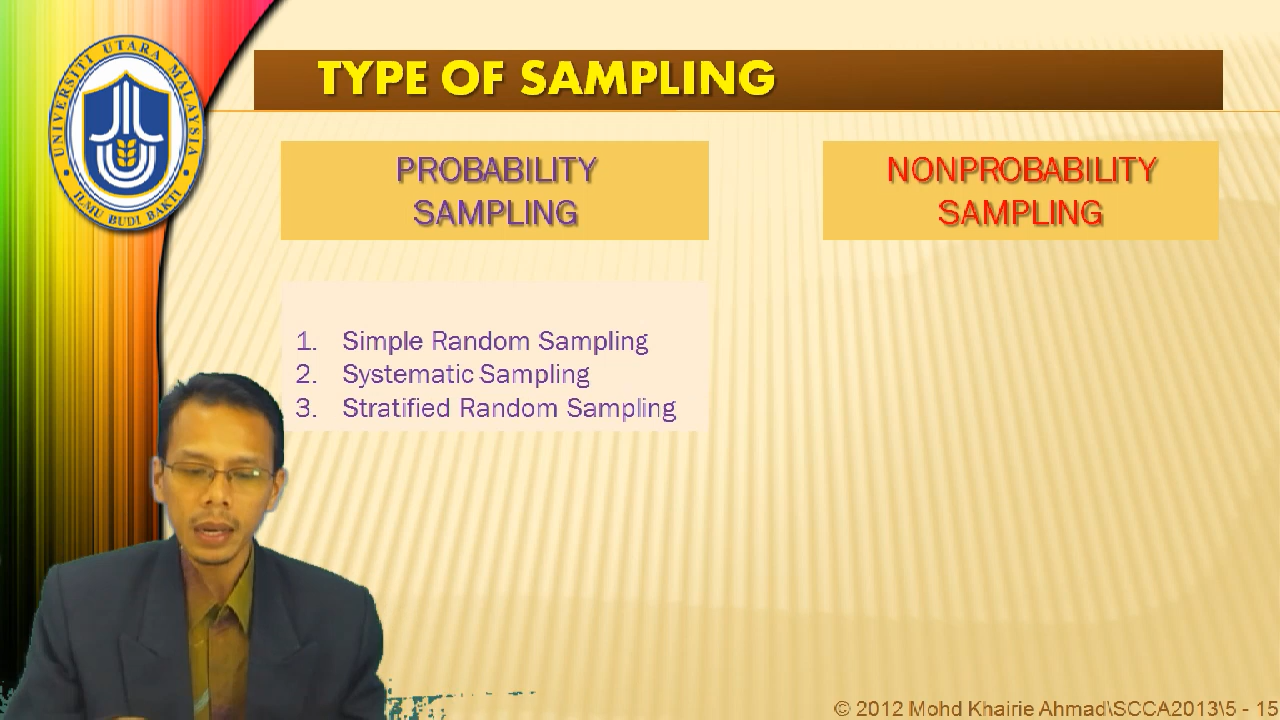 UNIVERSITI UTARA MALAYSIA
ILMU BUDI BAKTI
TYPE OF SAMPLING
PROBABILITY
SAMPLING
NONPROBABILITY
SAMPLING
1. Simple Random Sampling
2. Systematic Sampling
3. Stratified Random Sampling
© 2012 Mohd Khairie Ahmad\SCCA2013\5 - 15